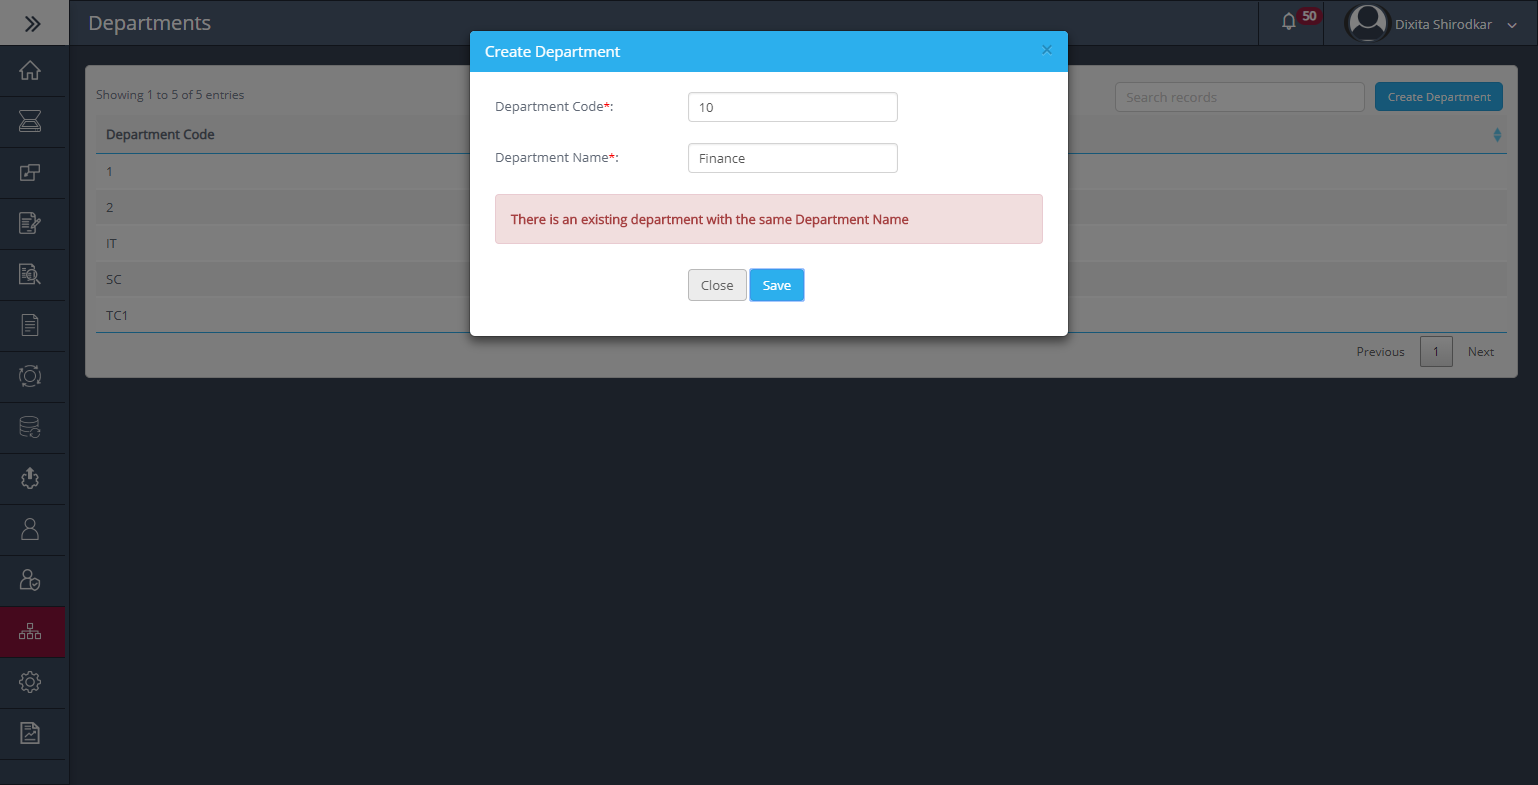 Departments
50
Dixita Shirodkar
Create Department
×
Showing 1 to 5 of 5 entries
Department Code*:
10
Search records
Create Department
Department Code
Department Name*:
Finance
1
2
There is an existing department with the same Department Name
IT
SC
Close
Save
TC1
Previous
1
Next